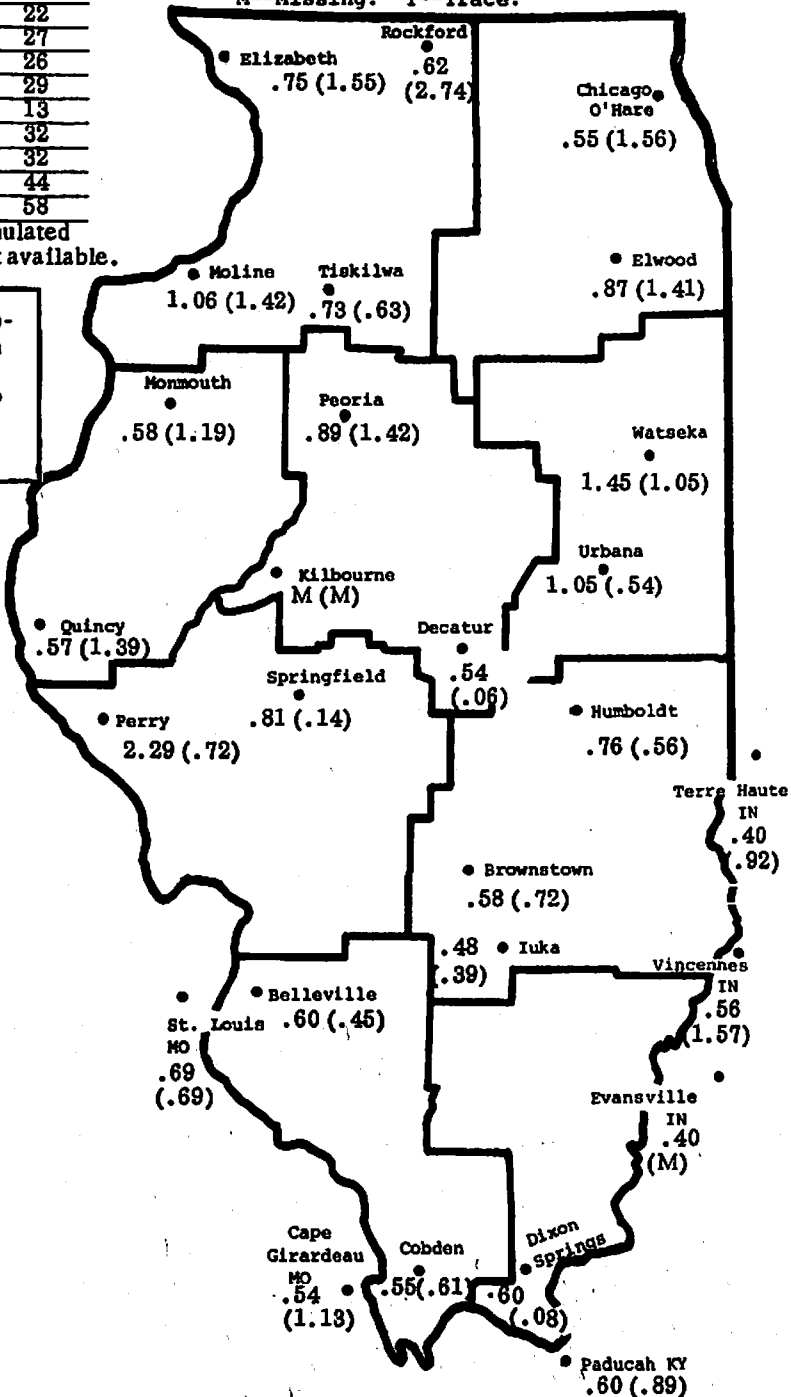 M - Missing. T - Trace.
22
27
26
29
13
32
32
44
58
ulated
available.
Rockford
.62
(2.74)
Elizabeth
.75 (1.55)
Chicago
O'Hare
.55 (1.56)
Moline
1.06 (1.42)
Tiskilwa
.73 (.63)
Elwood
.87 (1.41)
Monmouth
.58 (1.19)
Peoria
.89 (1.42)
Watseka
1.45 (1.05)
Kilbourne
M (M)
Urbana
1.05 (.54)
Quincy
.57 (1.39)
Decatur
.54
(.06)
Springfield
.81 (.14)
Perry
2.29 (.72)
Humboldt
.76 (.56)
Terre Haute
IN
.40
(.92)
Brownstown
.58 (.72)
.48 Iuka
(.39)
Vincennes
IN
.56
(1.57)
Belleville
.60 (.45)
St. Louis
MO
.69
(.69)
Evansville
IN
.40
(M)
Cape
Girardeau
MO
.54
(1.13)
Cobden
.55 (.61)
Dixon
Springs
.60
(.08)
Paducah KY
.60 (.89)